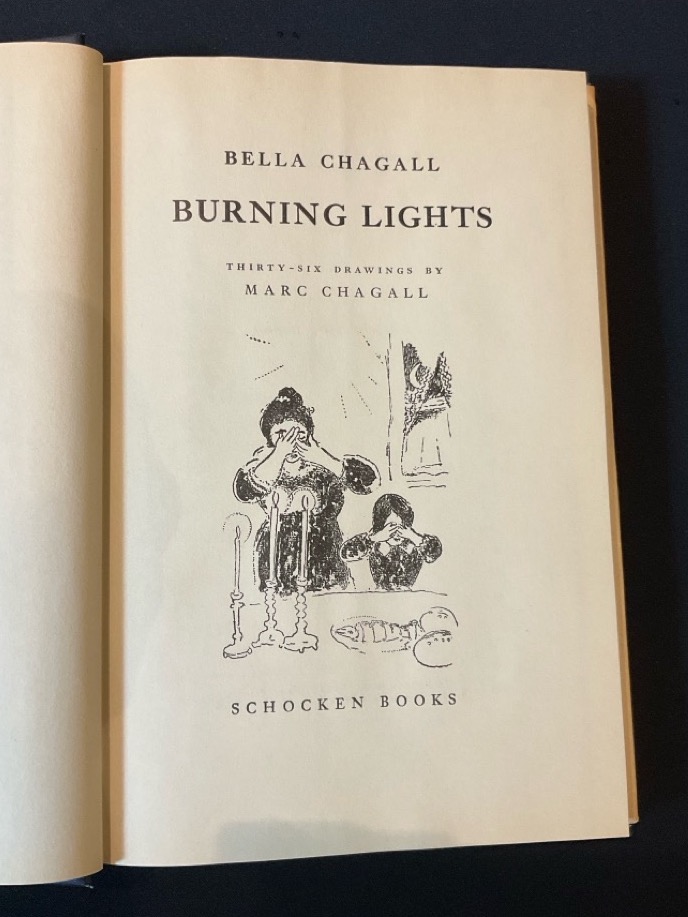 BELLA CHAGALL
BURNING LIGHTS
THIRTY-SIX DRAWINGS BY
MARC CHAGALL
SCHOCKEN BOOKS